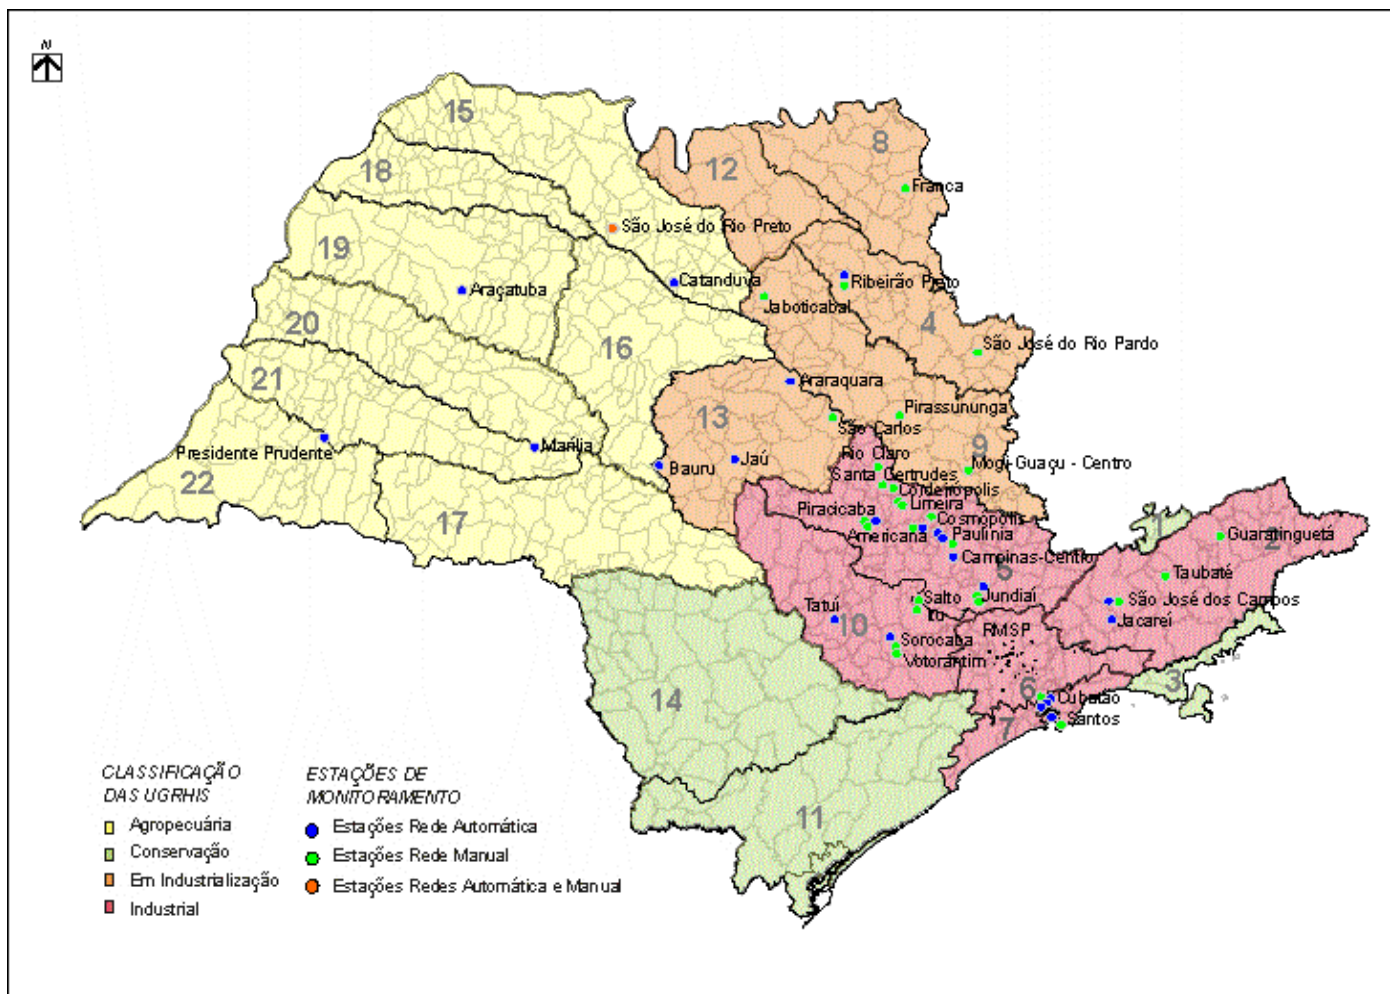 N
15
8
18
12
Franca
São José do Rio Preto
19
Catanduva
Ribeirão Preto
Araçatuba
Jaboticabal
20
4
16
São José do Rio Pardo
21
Araraquara
13
Pirassununga
São Carlos
9
Marília
Presidente Prudente
Rio Claro
Mogi-Guaçu - Centro
Bauru
Jaú
Santa Gertrudes
22
Cordeirópolis
Limeira
Piracicaba
17
Cosmópolis
1
Americana
Paulínia
Guaratinguetá
2
Campinas-Centro
5
Taubaté
Salto
Jundiaí
São José dos Campos
Tatuí
Itu
Jacareí
10
RMSP
Sorocaba
Votorantim
3
6
14
Cubatão
Santos
7
11
CLASSIFICAÇÃO
DAS UGRHIS
Agropecuária
Conservação
Em Industrialização
Industrial
ESTAÇÕES DE
MONITORAMENTO
Estações Rede Automática
Estações Rede Manual
Estações Redes Automática e Manual